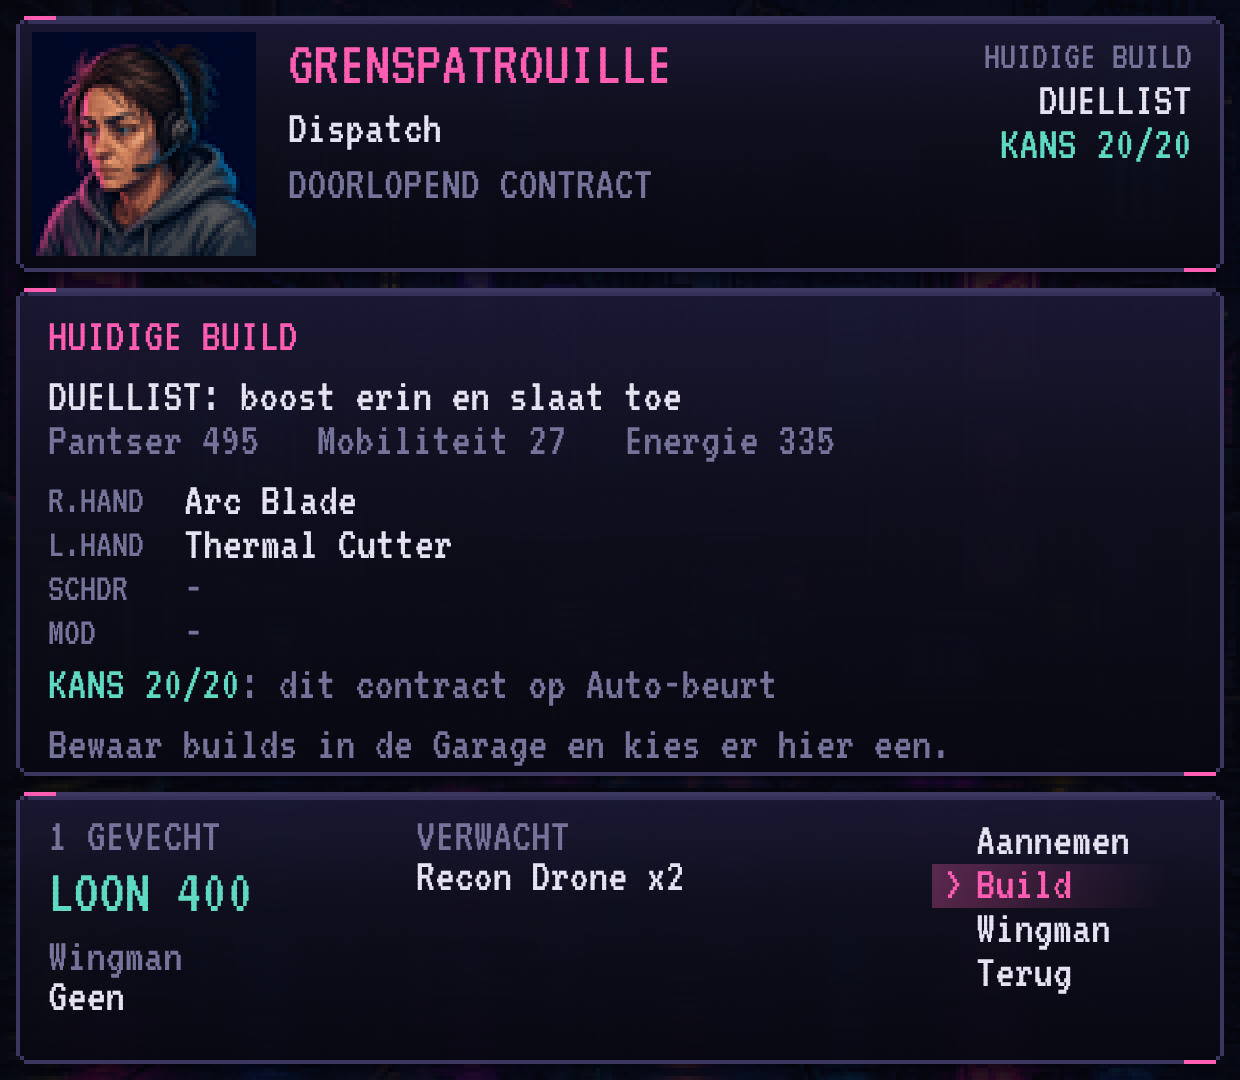 GRENSPATROUILLE
Dispatch
DOORLOPEND CONTRACT
HUIDIGE BUILD
DUELLIST
KANS 20/20
HUIDIGE BUILD
DUELLIST: boost erin en slaat toe
Pantser 495 Mobiliteit 27 Energie 335
R.HAND Arc Blade
L.HAND Thermal Cutter
SCHDR -
MOD -
KANS 20/20: dit contract op Auto-beurt
Bewaar builds in de Garage en kies er hier een.
1 GEVECHT
LOON 400
Wingman
Geen
VERWACHT
Recon Drone x2
Aannemen
> Build
Wingman
Terug